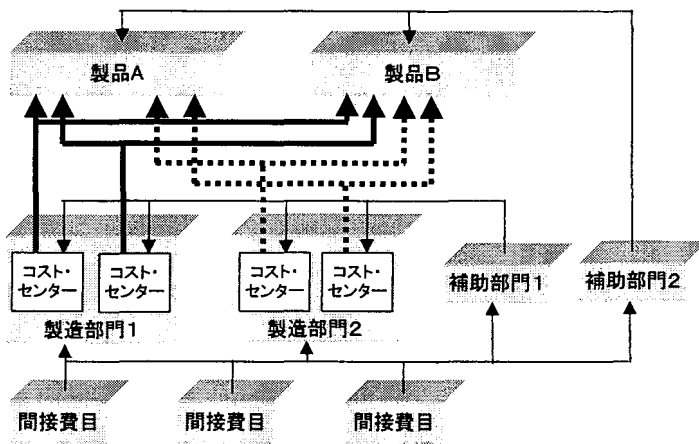 製品A
製品B
コスト・
センター
コスト・
センター
コスト・
センター
コスト・
センター
補助部門1
補助部門2
製造部門1
製造部門2
間接費目
間接費目
間接費目